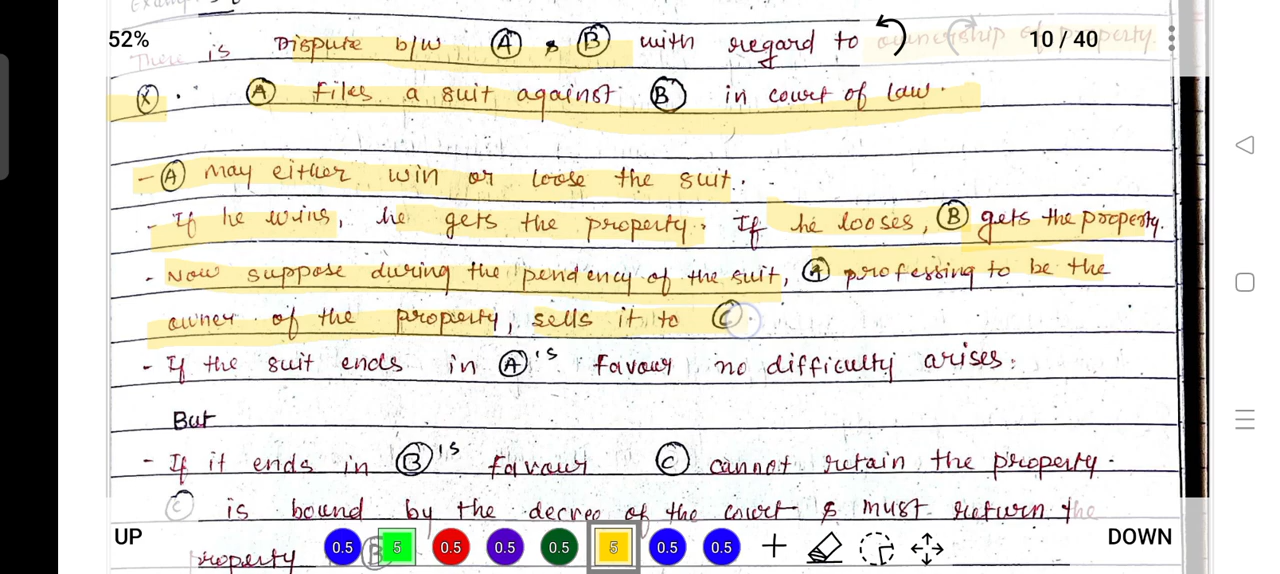 Example
52%
There is Dispute b/w Ⓐ & Ⓑ with regard to ownership of property.
10 / 40
Ⓧ . Ⓐ Files a suit against Ⓑ in court of law.
- Ⓐ may either win or loose the suit.
- If he wins, he gets the property. If he looses, Ⓑ gets the property.
- Now suppose during the pendency of the suit, Ⓐ professing to be the
owner of the property, sells it to Ⓒ.
- If the suit ends in Ⓐ's favour no difficulty arises.
But
- If it ends in Ⓑ's favour Ⓒ cannot retain the property.
Ⓒ is bound by the decree of the court & must return the
UP
DOWN
property Ⓑ
0.5 5 0.5 0.5 0.5 5 0.5 0.5